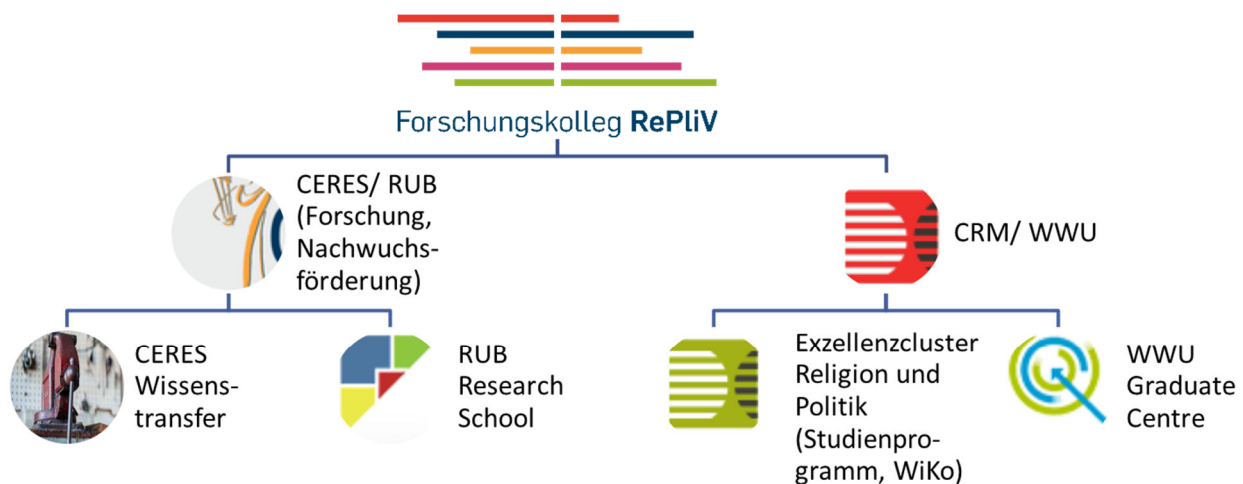 Forschungskolleg RePliV
CERES/ RUB
(Forschung,
Nachwuchs-
förderung)
CRM/ WWU
CERES
Wissens-
transfer
RUB
Research
School
Exzellenzcluster
Religion und
Politik
(Studienpro-
gramm, WiKo)
WWU
Graduate
Centre